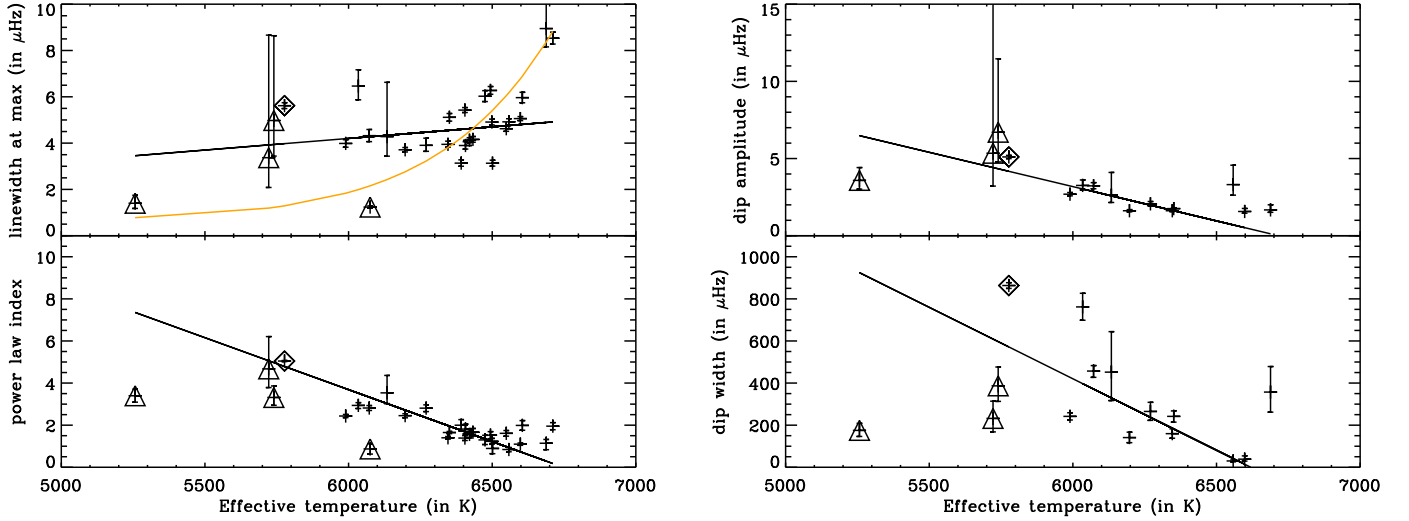 linewidth at max (in μHz)
10
8
6
4
2
0
power law index
10
8
6
4
2
0
5000 5500 6000 6500 7000
Effective temperature (in K)
dip amplitude (in μHz)
15
10
5
0
dip width (in μHz)
1000
800
600
400
200
0
5000 5500 6000 6500 7000
Effective temperature (in K)